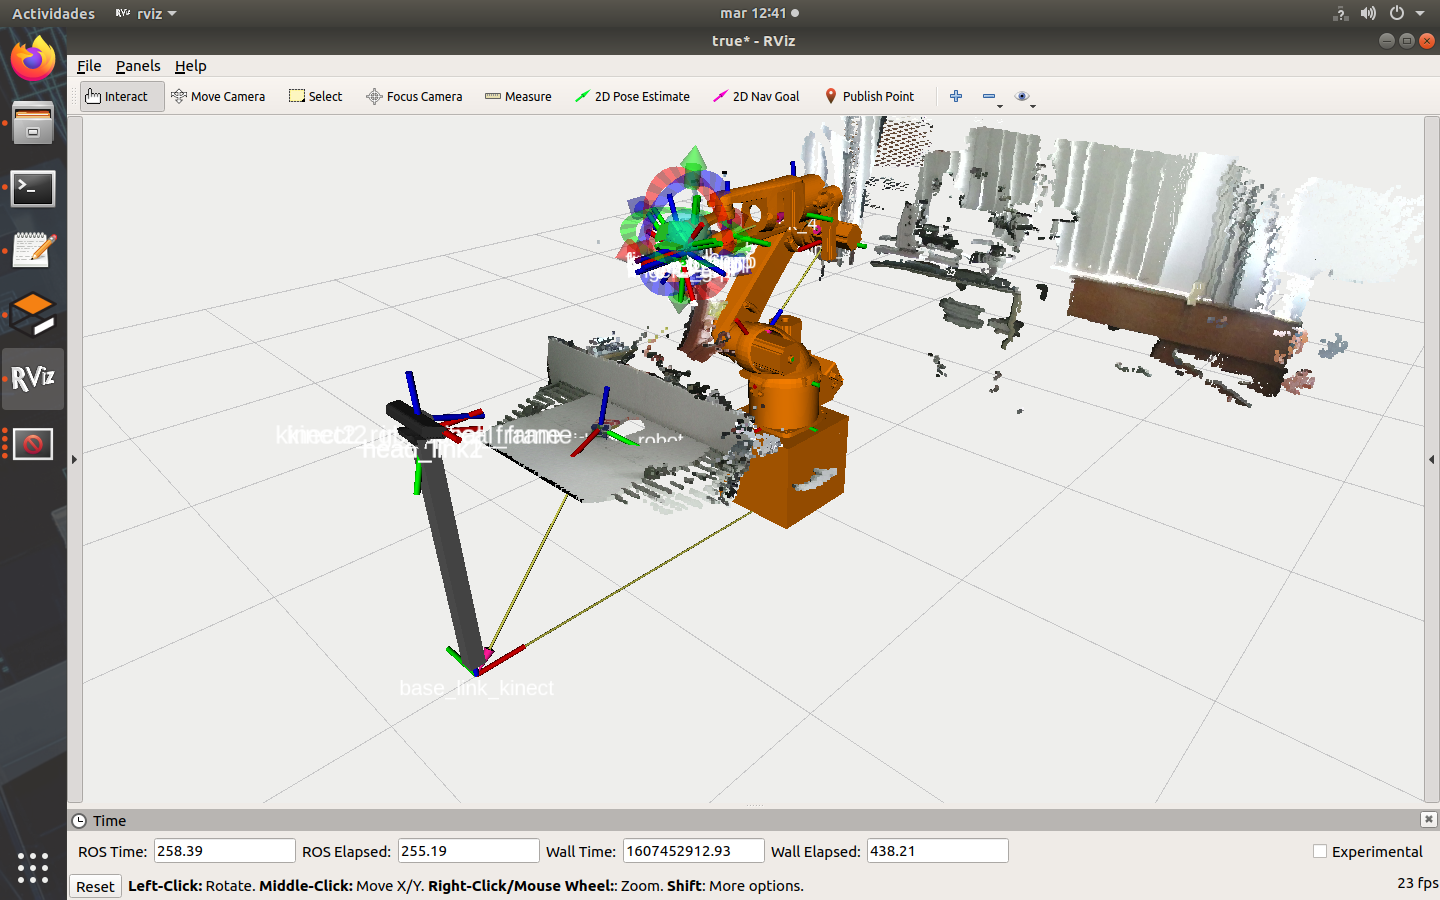 Actividades RViz rviz mar 12:41
true* - RViz
File Panels Help
Interact Move Camera Select Focus Camera Measure 2D Pose Estimate 2D Nav Goal Publish Point
RViz
robot
head_link2
base_link_kinect
Time
ROS Time: 258.39 ROS Elapsed: 255.19 Wall Time: 1607452912.93 Wall Elapsed: 438.21 Experimental
Reset Left-Click: Rotate. Middle-Click: Move X/Y. Right-Click/Mouse Wheel:: Zoom. Shift: More options. 23 fps